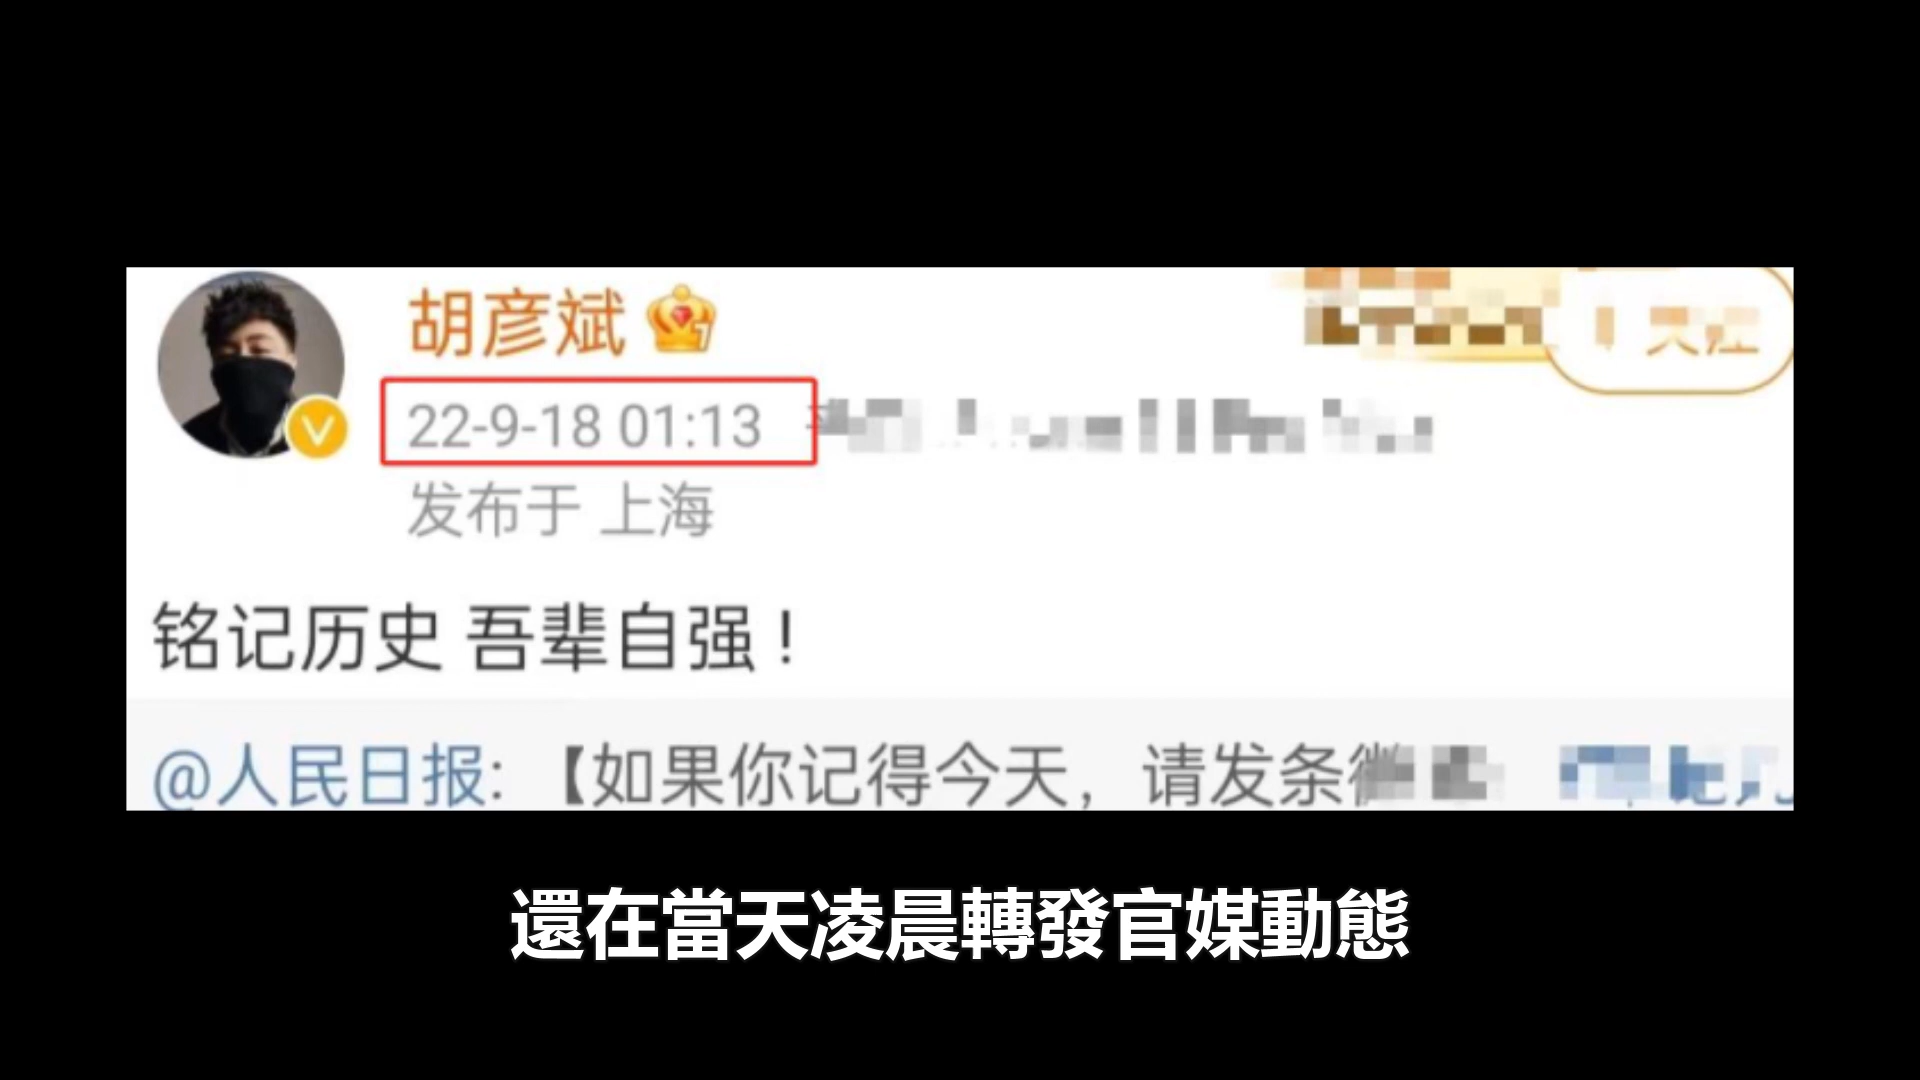 胡彦斌
22-9-18 01:13
发布于 上海
铭记历史 吾辈自强！
@人民日报: 【如果你记得今天，请发条
還在當天凌晨轉發官媒動態